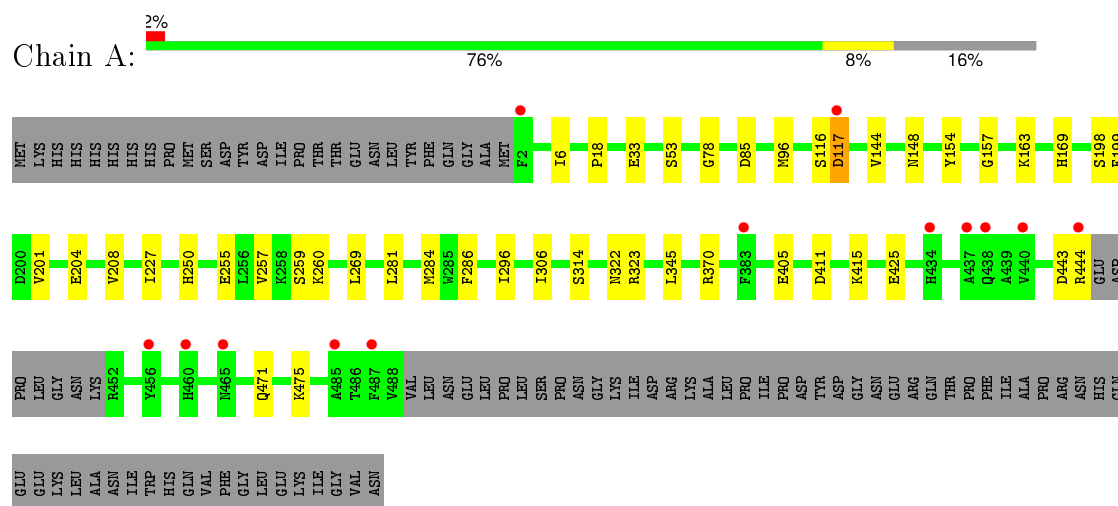 2%
Chain A:
76% 8% 16%
MET LYS HIS HIS HIS HIS HIS HIS PRO MET SER ASP TYR ASP ILE PRO THR THR GLU ASN LEU TYR PHE GLN GLY ALA MET F2 I6 P18 E33 S53 G78 D85 M96 S116 D117 V144 N148 Y154 G157 K163 H169 S198
D200 V201 E204 V208 I227 H250 E255 L256 V257 K258 S259 K260 L269 L281 M284 W285 F286 I296 I306 S314 N322 R323 L345 R370 F383 E405 D411 K415 E425 H434 A437 Q438 A439 V440 D443 R444 GLU ASP
PRO LEU GLY ASN LYS R452 Y456 H460 N465 Q471 K475 A485 T486 F487 V488 VAL LEU ASN GLU LEU PRO LEU SER PRO ASN GLY LYS ILE ASP ARG LYS ALA LEU PRO ILE PRO ASP TYR ASP GLY ASN GLU ARG GLN THR PRO PHE ILE ALA PRO ARG ASN HIS GLN
GLU GLU LYS LEU ALA ASN ILE TRP HIS GLN VAL PHE GLY LEU GLU LYS ILE GLY VAL ASN